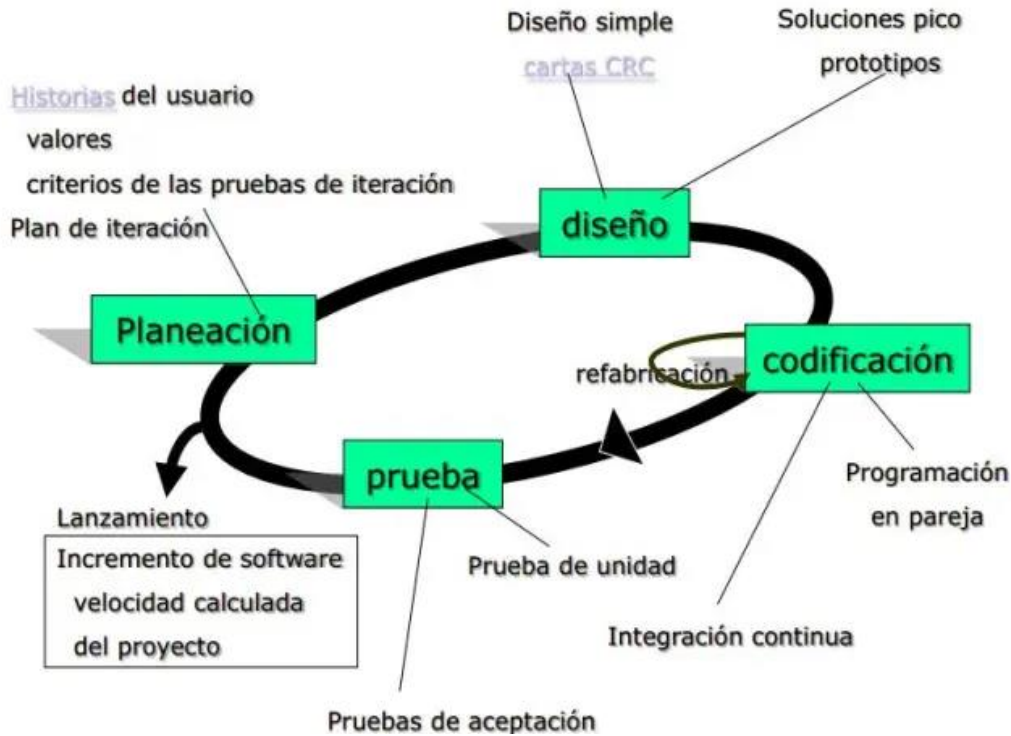 Diseño simple
cartas CRC
Soluciones pico
prototipos
Historias del usuario
valores
criterios de las pruebas de iteración
Plan de iteración
diseño
Planeación
codificación
refabricación
prueba
Programación
en pareja
Lanzamiento
Incremento de software
velocidad calculada
del proyecto
Prueba de unidad
Integración continua
Pruebas de aceptación